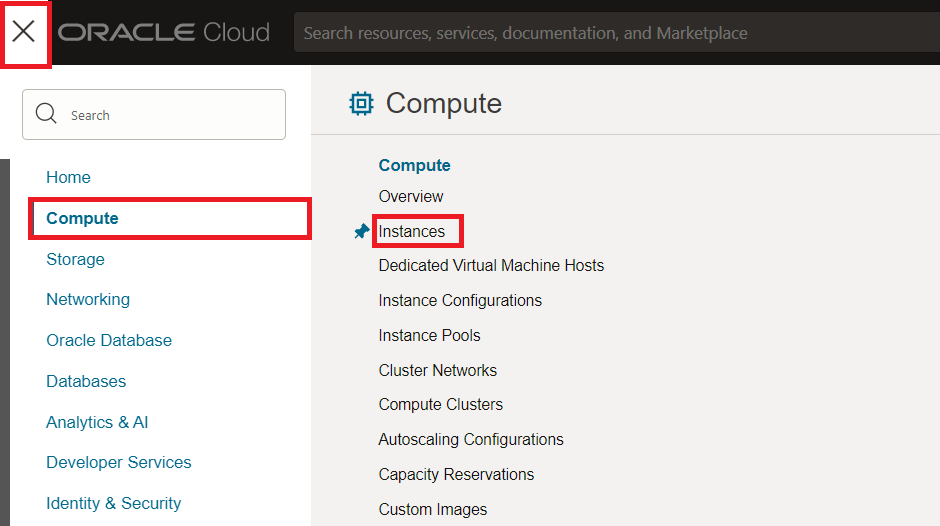 ORACLE Cloud
Search resources, services, documentation, and Marketplace
Search
Home
Compute
Storage
Networking
Oracle Database
Databases
Analytics & AI
Developer Services
Identity & Security
Compute
Compute
Overview
Instances
Dedicated Virtual Machine Hosts
Instance Configurations
Instance Pools
Cluster Networks
Compute Clusters
Autoscaling Configurations
Capacity Reservations
Custom Images